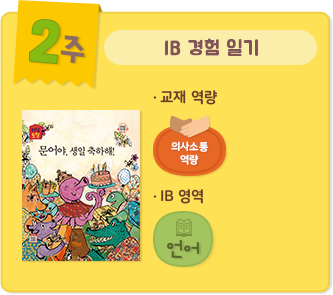 2주
IB 경험 일기
· 교재 역량
의사소통
역량
문어야, 생일 축하해!
· IB 영역
언어